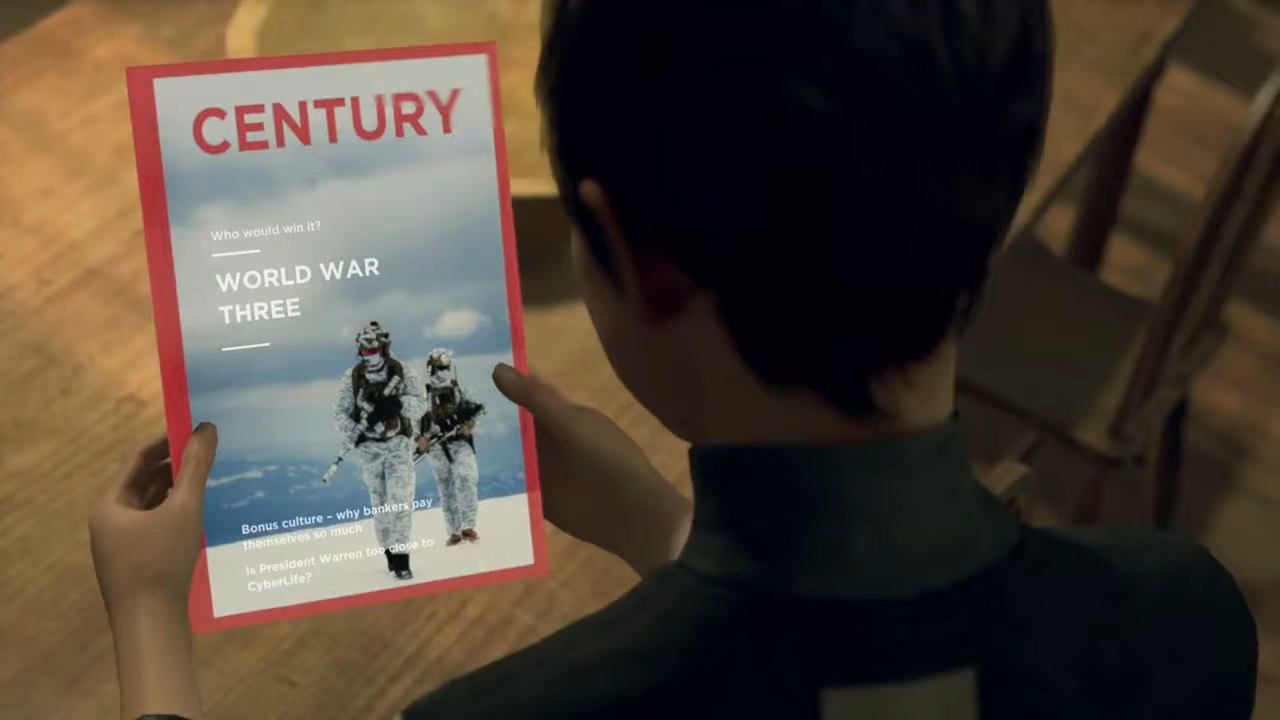 CENTURY
Who would win it?
WORLD WAR
THREE
Bonus culture – why bankers pay
themselves so much
Is President Warren too close to
CyberLife?